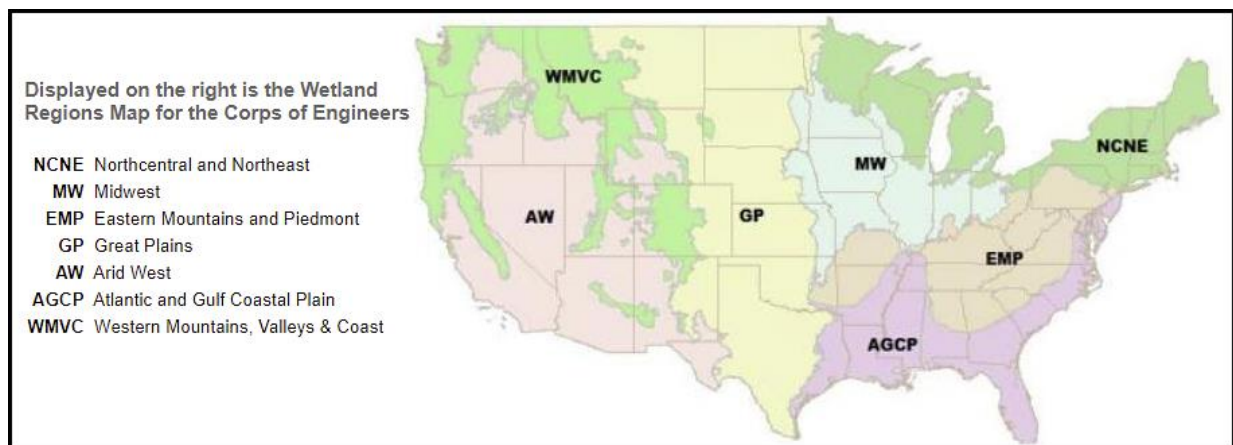 Displayed on the right is the Wetland
Regions Map for the Corps of Engineers
NCNE Northcentral and Northeast
MW Midwest
EMP Eastern Mountains and Piedmont
GP Great Plains
AW Arid West
AGCP Atlantic and Gulf Coastal Plain
WMVC Western Mountains, Valleys & Coast
WMVC
NCNE
MW
AW
GP
EMP
AGCP